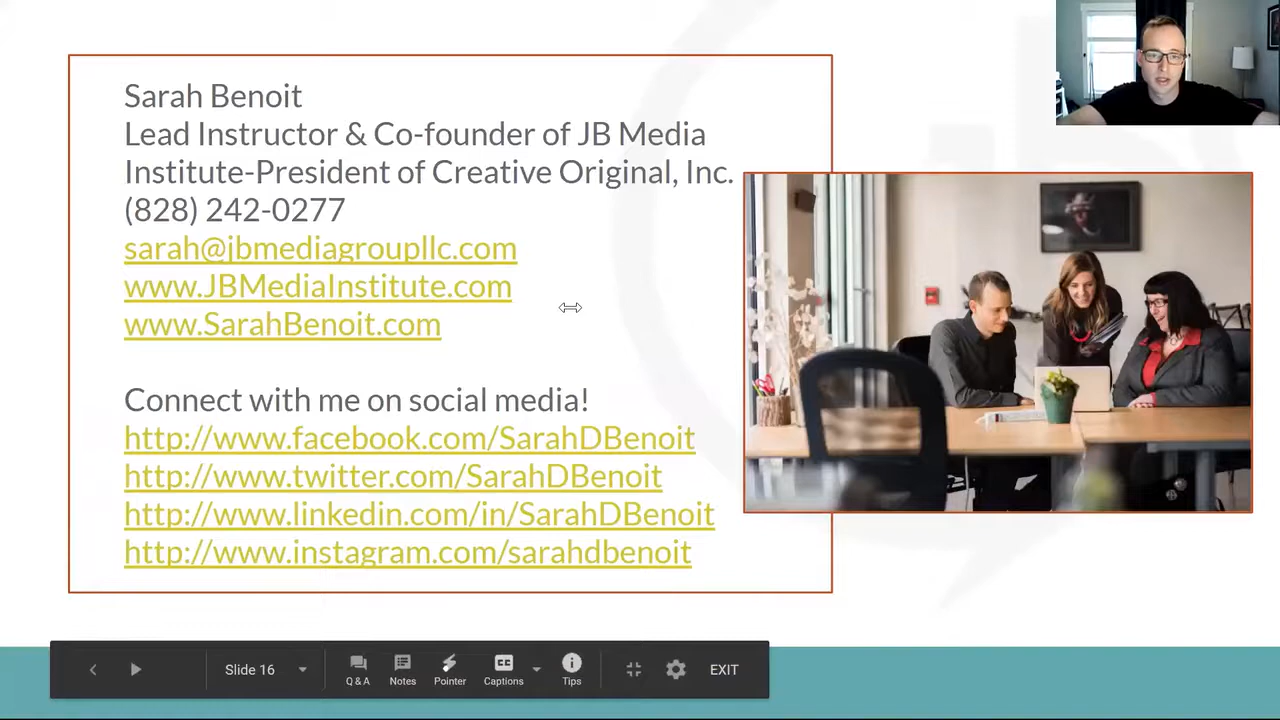 Sarah Benoit
Lead Instructor & Co-founder of JB Media
Institute-President of Creative Original, Inc.
(828) 242-0277
sarah@jbmediagroupllc.com
www.JBMediaInstitute.com
www.SarahBenoit.com
Connect with me on social media!
http://www.facebook.com/SarahDBenoit
http://www.twitter.com/SarahDBenoit
http://www.linkedin.com/in/SarahDBenoit
http://www.instagram.com/sarahdbenoit
Slide 16
Q & A
Notes
Pointer
CC
Captions
Tips
EXIT